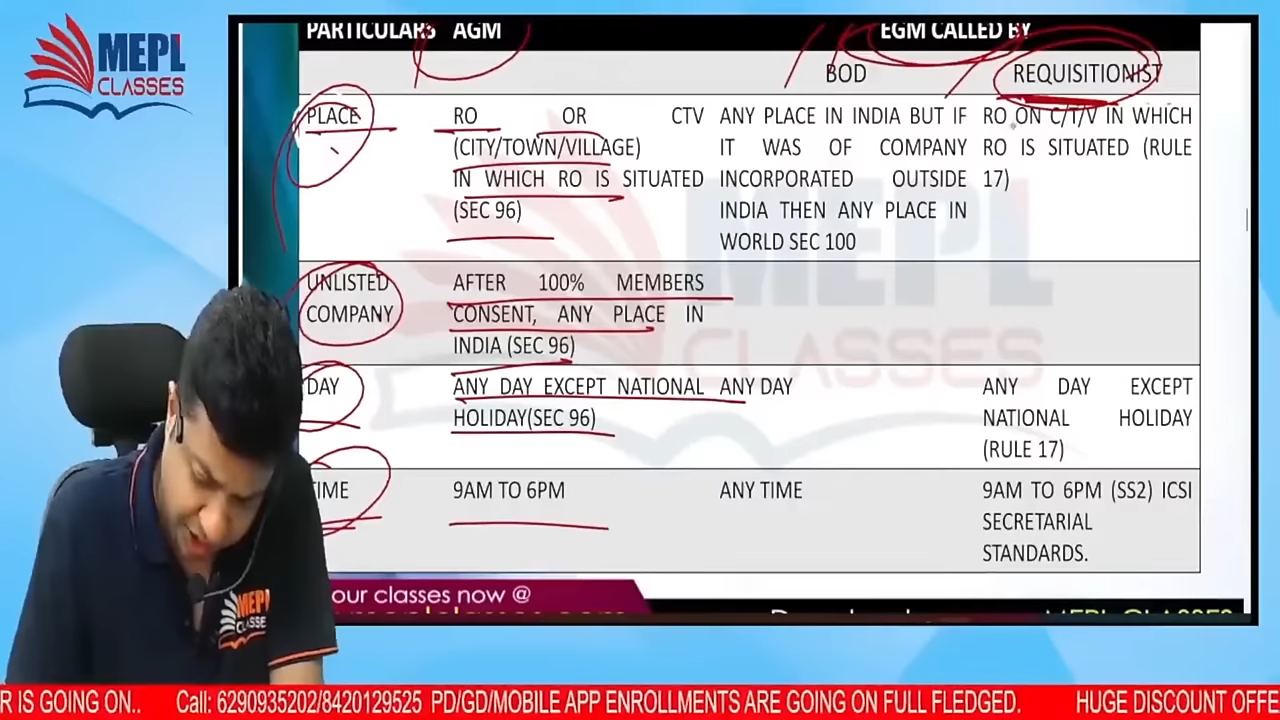 MEPL
CLASSES
PARTICULARS AGM EGM CALLED BY
BOD REQUISITIONIST
PLACE RO OR CTV ANY PLACE IN INDIA BUT IF RO ON C/T/V IN WHICH
(CITY/TOWN/VILLAGE) IT WAS OF COMPANY RO IS SITUATED (RULE
IN WHICH RO IS SITUATED INCORPORATED OUTSIDE 17)
(SEC 96) INDIA THEN ANY PLACE IN
WORLD SEC 100
UNLISTED AFTER 100% MEMBERS
COMPANY CONSENT, ANY PLACE IN
INDIA (SEC 96)
DAY ANY DAY EXCEPT NATIONAL ANY DAY ANY DAY EXCEPT
HOLIDAY(SEC 96) NATIONAL HOLIDAY
(RULE 17)
TIME 9AM TO 6PM ANY TIME 9AM TO 6PM (SS2) ICSI
SECRETARIAL
STANDARDS.
MEPL
CLASSES
MEPL
CLASSES
our classes now @
R IS GOING ON.. Call: 6290935202/8420129525 PD/GD/MOBILE APP ENROLLMENTS ARE GOING ON FULL FLEDGED. HUGE DISCOUNT OFFE